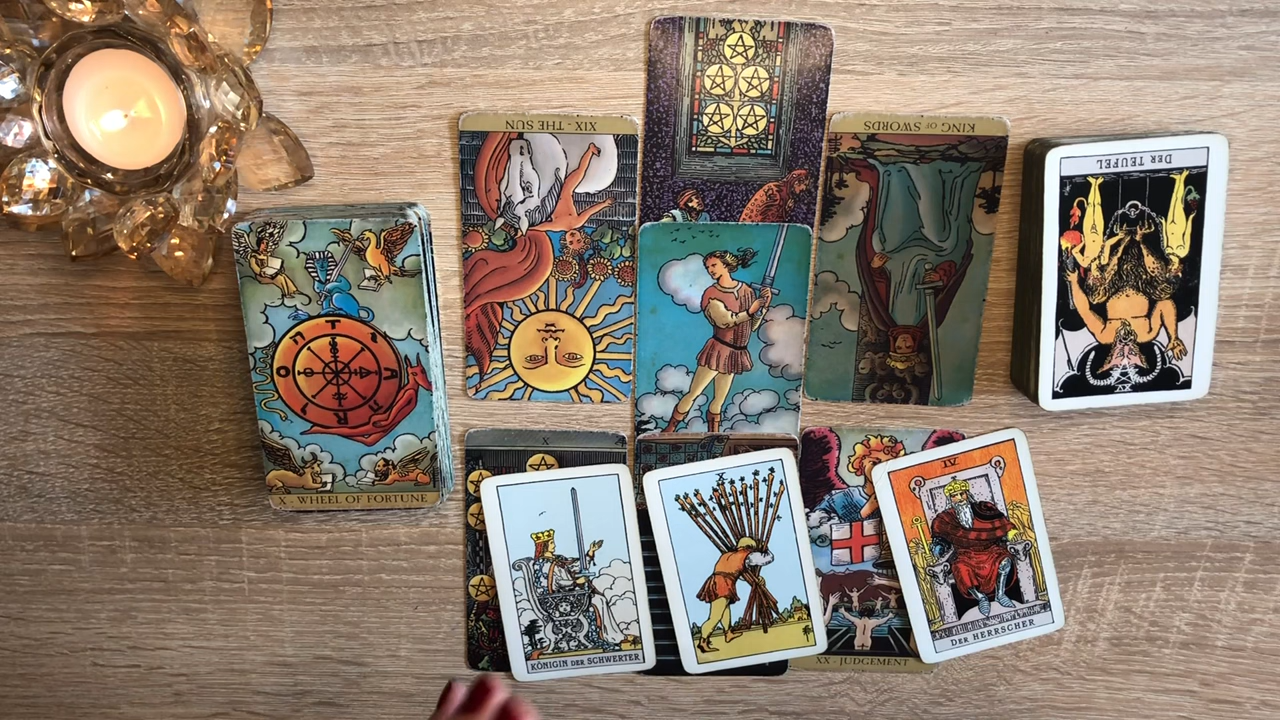 XIX - THE SUN
KING OF SWORDS
DER TEUFEL
XV
T
A
R
O
X - WHEEL OF FORTUNE
X
KÖNIGIN DER SCHWERTER
X
XX - JUDGEMENT
IV
DER HERRSCHER